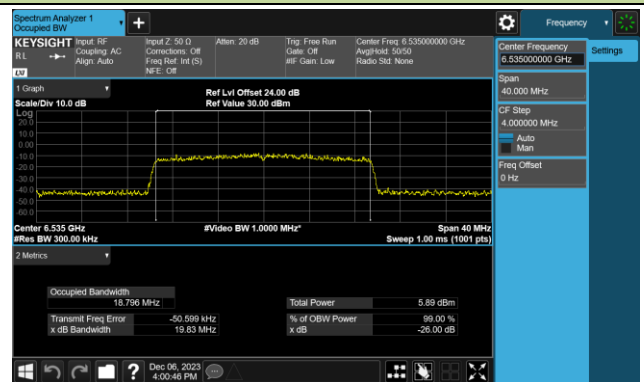 Spectrum Analyzer 1
Occupied BW
+
Frequency
KEYSIGHT
RL
LXI
Input: RF
Coupling: AC
Align: Auto
Input Z: 50 Ω
Corrections: Off
Freq Ref: Int (S)
NFE: Off
Atten: 20 dB
Trig: Free Run
Gate: Off
#IF Gain: Low
Center Freq: 6.535000000 GHz
Avg|Hold: 50/50
Radio Std: None
Center Frequency
6.535000000 GHz
Settings
Span
40.000 MHz
CF Step
4.000000 MHz
Auto
Man
Freq Offset
0 Hz
1 Graph
Scale/Div 10.0 dB
Ref Lvl Offset 24.00 dB
Ref Value 30.00 dBm
Log
20.0
10.0
0.00
-10.0
-20.0
-30.0
-40.0
-50.0
-60.0
Center 6.535 GHz
#Res BW 300.00 kHz
#Video BW 1.0000 MHz*
Span 40 MHz
Sweep 1.00 ms (1001 pts)
2 Metrics
Occupied Bandwidth
18.796 MHz
Total Power 5.89 dBm
Transmit Freq Error -50.599 kHz
% of OBW Power 99.00 %
x dB Bandwidth 19.83 MHz
x dB -26.00 dB
?
Dec 06, 2023
4:00:46 PM